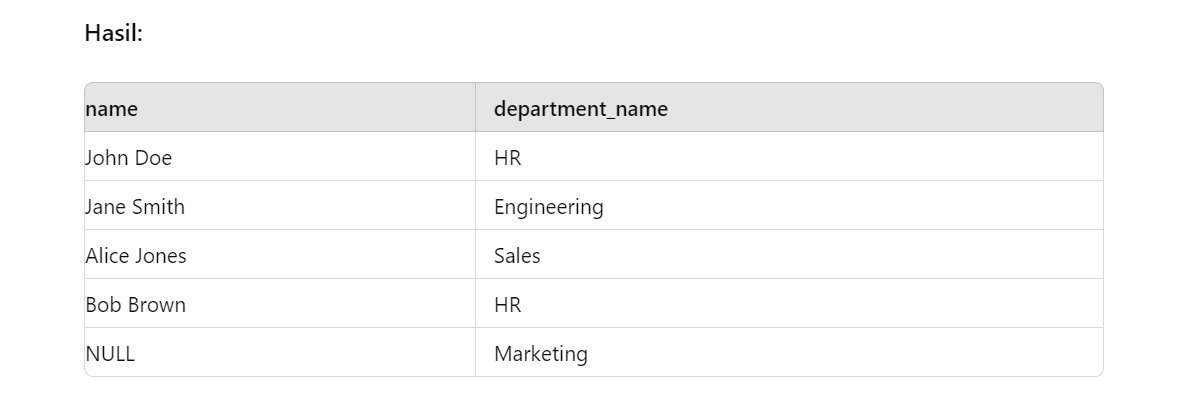 Hasil:
name department_name
John Doe HR
Jane Smith Engineering
Alice Jones Sales
Bob Brown HR
NULL Marketing